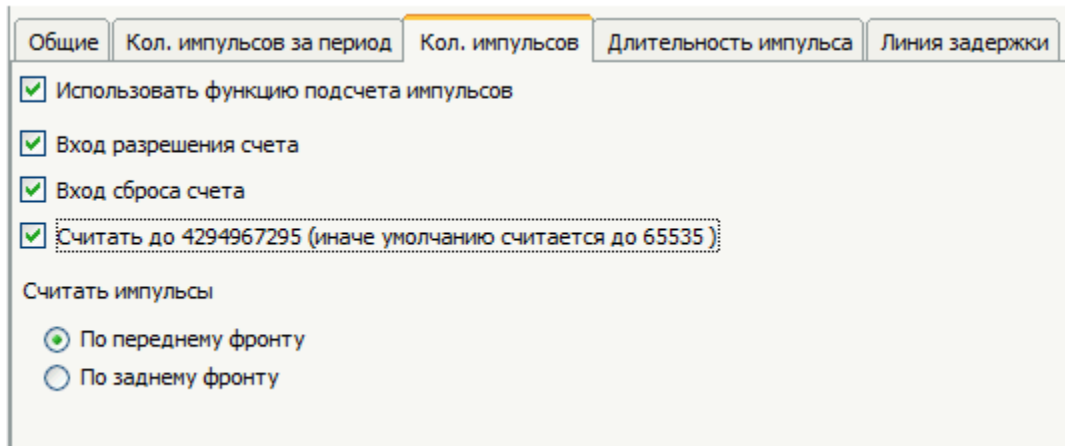 Общие Кол. импульсов за период Кол. импульсов Длительность импульса Линия задержки
Использовать функцию подсчета импульсов
Вход разрешения счета
Вход сброса счета
Считать до 4294967295 (иначе умолчанию считается до 65535 )
Считать импульсы
По переднему фронту
По заднему фронту